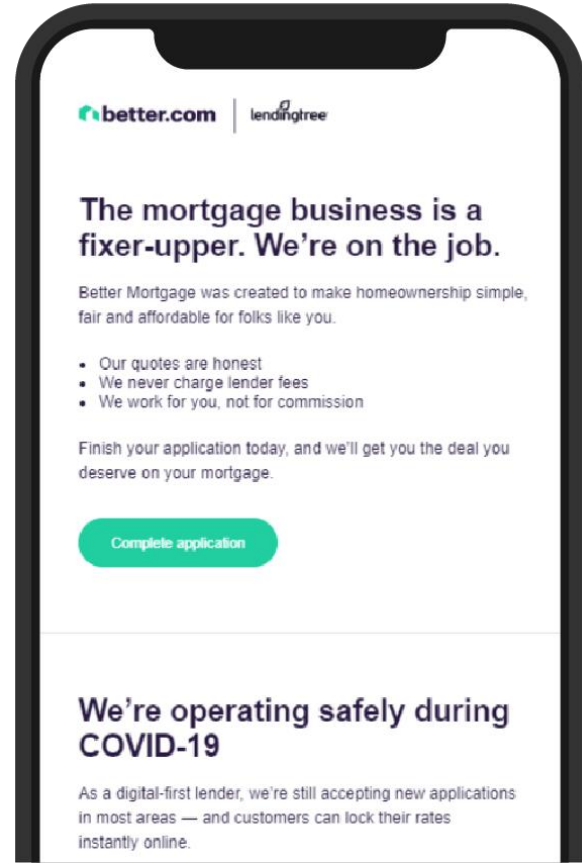 better.com | lendingtree
The mortgage business is a
fixer-upper. We're on the job.
Better Mortgage was created to make homeownership simple,
fair and affordable for folks like you.
• Our quotes are honest
• We never charge lender fees
• We work for you, not for commission
Finish your application today, and we'll get you the deal you
deserve on your mortgage.
Complete application
We're operating safely during
COVID-19
As a digital-first lender, we're still accepting new applications
in most areas — and customers can lock their rates
instantly online.